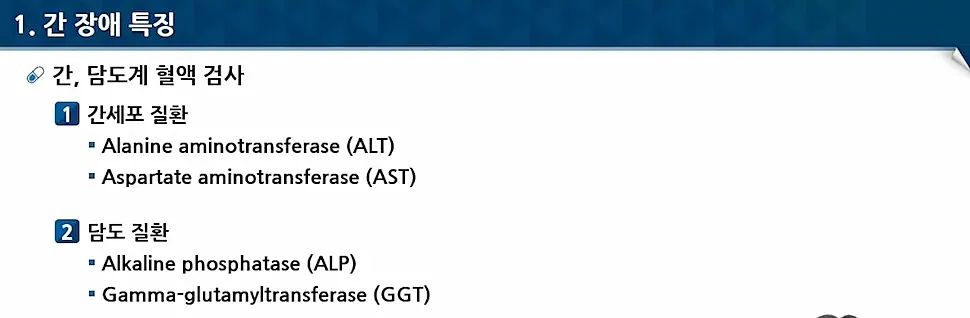 1. 간 장애 특징
간, 담도계 혈액 검사
1 간세포 질환
▪ Alanine aminotransferase (ALT)
▪ Aspartate aminotransferase (AST)
2 담도 질환
▪ Alkaline phosphatase (ALP)
▪ Gamma-glutamyltransferase (GGT)